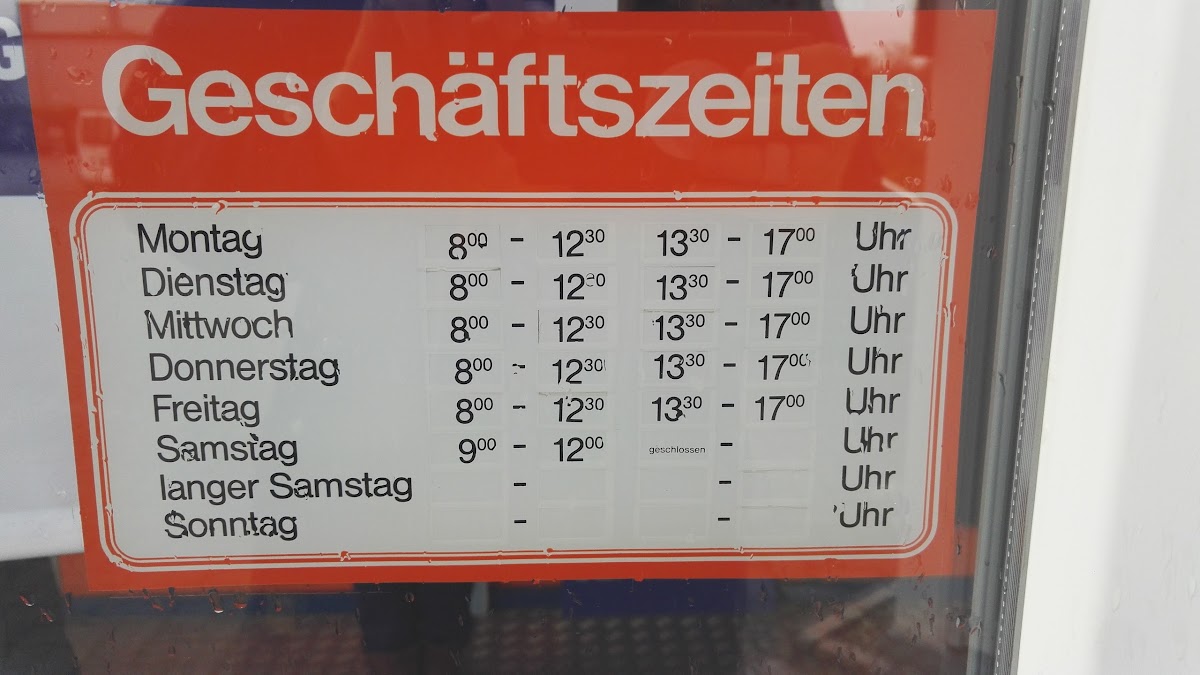 G
Geschäftszeiten
Montag 8⁰⁰ - 12³⁰ 13³⁰ - 17⁰⁰ Uhr
Dienstag 8⁰⁰ - 12³⁰ 13³⁰ - 17⁰⁰ Uhr
Mittwoch 8⁰⁰ - 12³⁰ 13³⁰ - 17⁰⁰ Uhr
Donnerstag 8⁰⁰ - 12³⁰ 13³⁰ - 17⁰⁰ Uhr
Freitag 8⁰⁰ - 12³⁰ 13³⁰ - 17⁰⁰ Uhr
Samstag 9⁰⁰ - 12⁰⁰ geschlossen - Uhr
langer Samstag - - Uhr
Sonntag - - Uhr